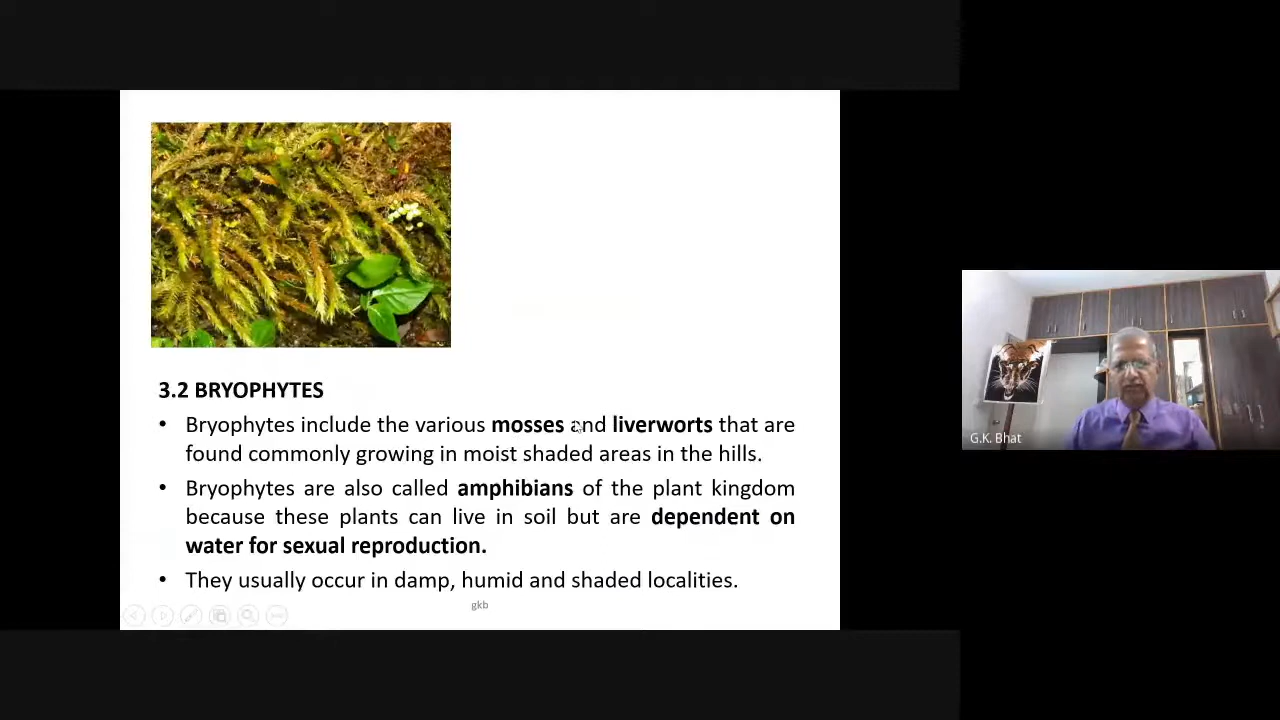 3.2 BRYOPHYTES
• Bryophytes include the various mosses and liverworts that are
found commonly growing in moist shaded areas in the hills.
• Bryophytes are also called amphibians of the plant kingdom
because these plants can live in soil but are dependent on
water for sexual reproduction.
• They usually occur in damp, humid and shaded localities.
gkb
G.K. Bhat